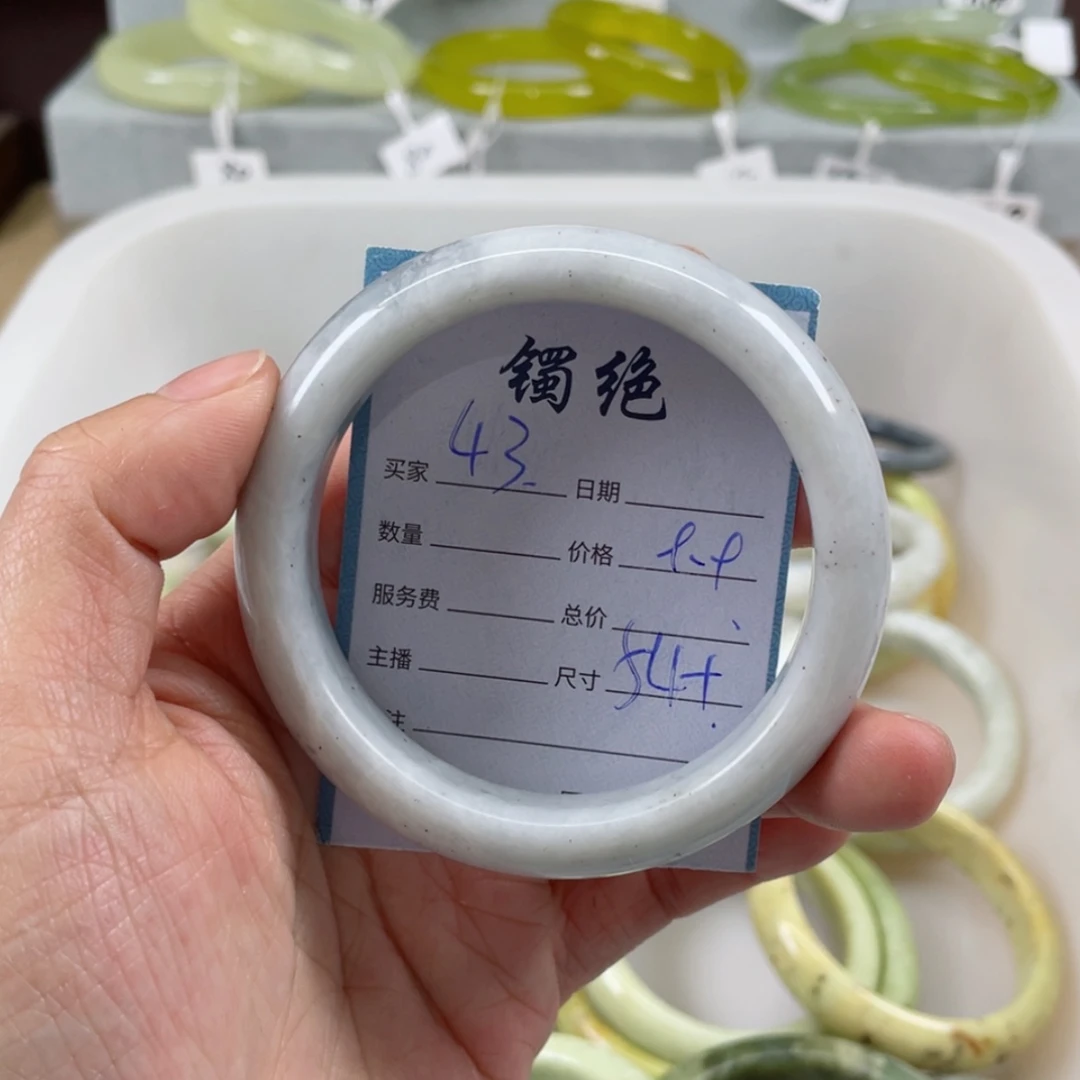 镯绝
买家 43. 日期
数量 价格
服务费 总价
主播 尺寸 54+
注